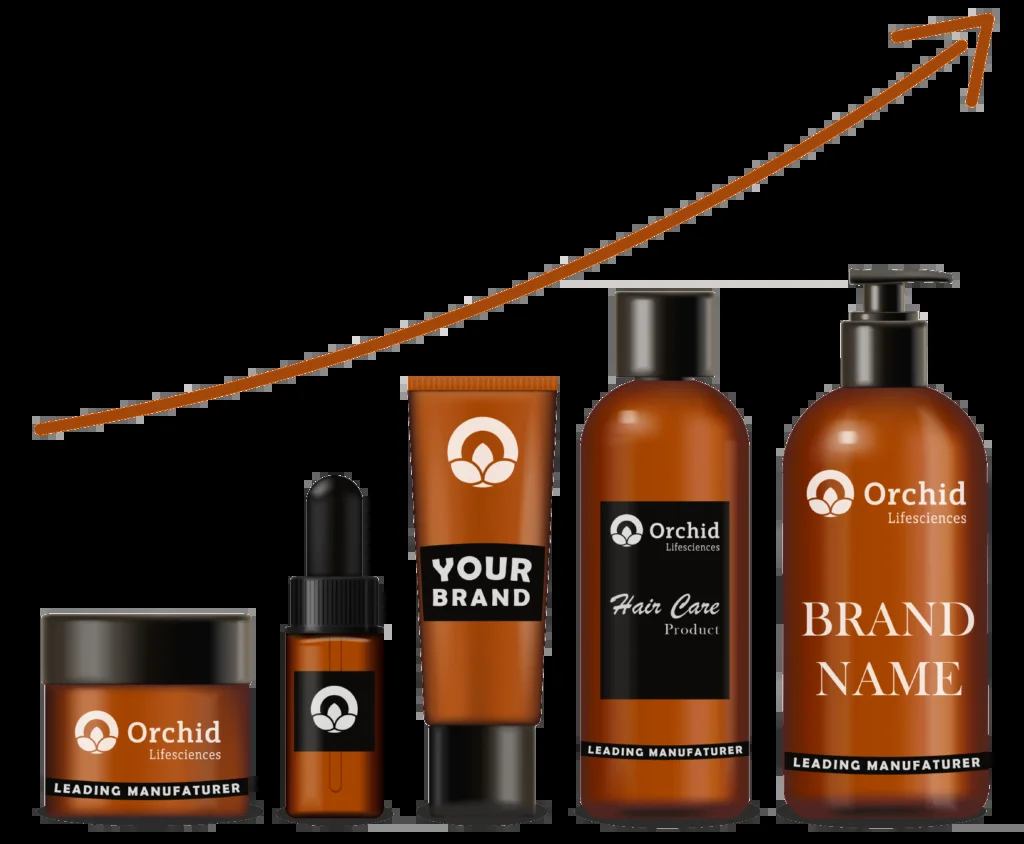 Orchid
Lifesciences
LEADING MANUFATURER
YOUR
BRAND
Orchid
Lifesciences
Hair Care
Product
LEADING MANUFATURER
Orchid
Lifesciences
BRAND
NAME
LEADING MANUFATURER